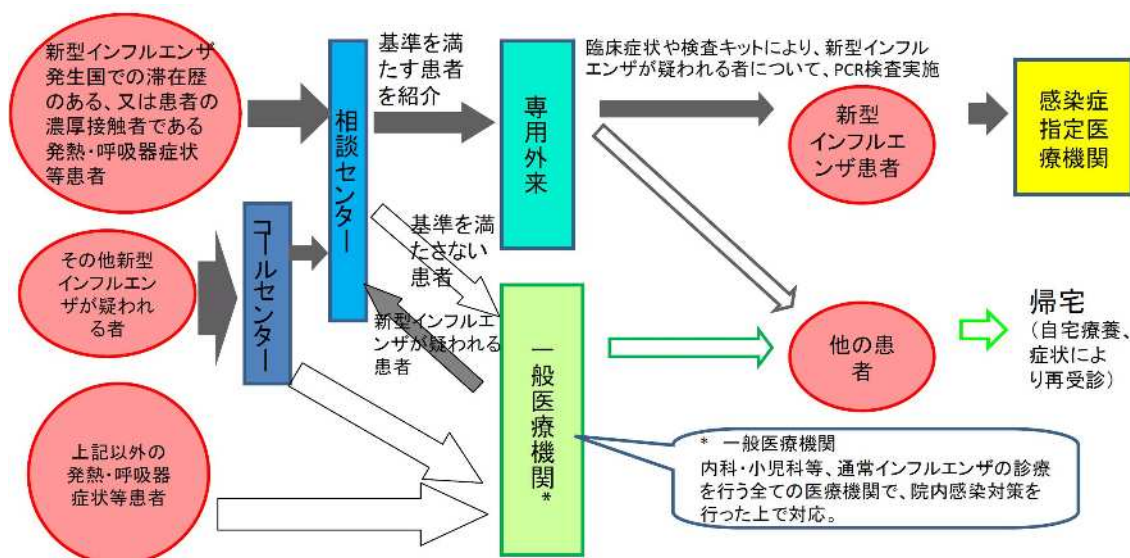 新型インフルエンザ
発生国での滞在歴
のある、又は患者の
濃厚接触者である
発熱・呼吸器症状
等患者
相談センター
基準を満
たす患者
を紹介
専用外来
臨床症状や検査キットにより、新型インフル
エンザが疑われる者について、PCR検査実施
新型
インフルエ
ンザ患者
感染症
指定医
療機関
その他新型
インフルエン
ザが疑われ
る者
コールセンター
基準を満
たさない
患者
新型インフルエ
ンザが疑われる
患者
一般医療機関*
他の患
者
帰宅
（自宅療養、
症状によ
り再受診）
上記以外の
発熱・呼吸器
症状等患者
* 一般医療機関
内科・小児科等、通常インフルエンザの診療
を行う全ての医療機関で、院内感染対策を
行った上で対応。